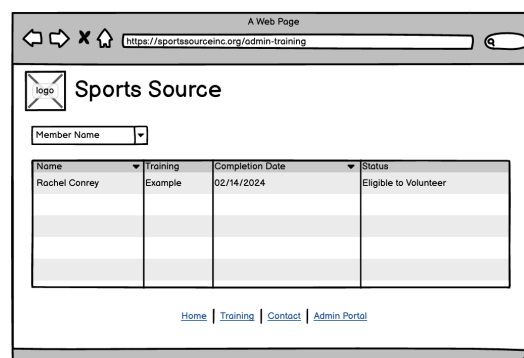 A Web Page
https://sportssourceinc.org/admin-training
logo
Sports Source
Member Name
Name Training Completion Date Status
Rachel Conrey Example 02/14/2024 Eligible to Volunteer
Home Training Contact Admin Portal